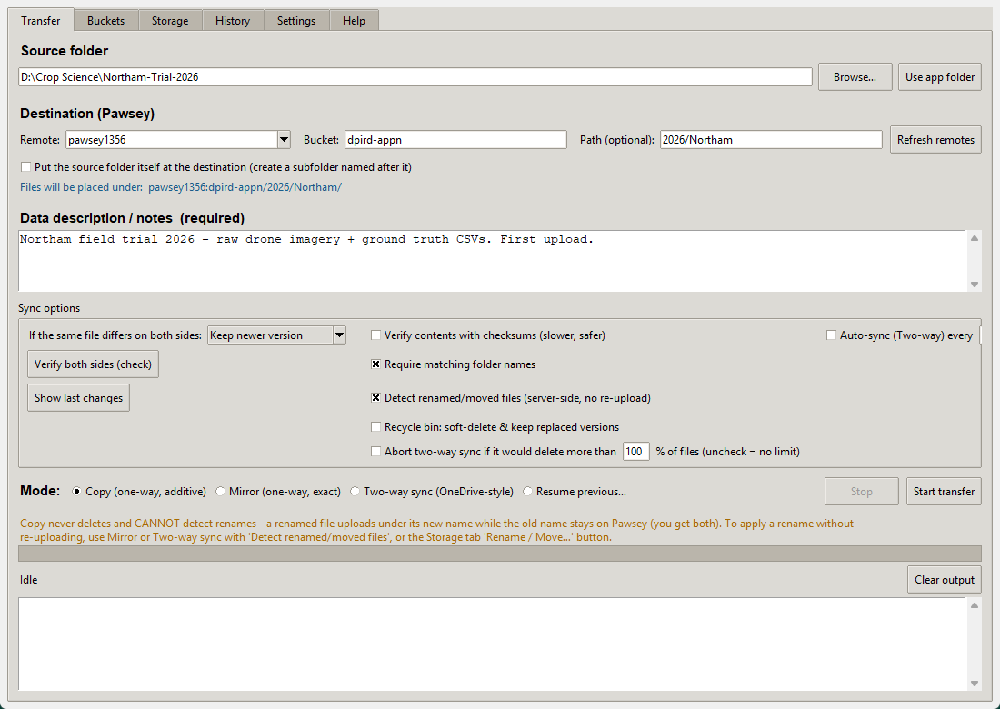 Transfer Buckets Storage History Settings Help
Source folder
D:\Crop Science\Northam-Trial-2026 Browse... Use app folder
Destination (Pawsey)
Remote: pawsey1356 Bucket: dpird-appn Path (optional): 2026/Northam Refresh remotes
Put the source folder itself at the destination (create a subfolder named after it)
Files will be placed under: pawsey1356:dpird-appn/2026/Northam/
Data description / notes (required)
Northam field trial 2026 - raw drone imagery + ground truth CSVs. First upload.
Sync options
If the same file differs on both sides: Keep newer version Verify contents with checksums (slower, safer) Auto-sync (Two-way) every
Verify both sides (check) Require matching folder names
Show last changes Detect renamed/moved files (server-side, no re-upload)
Recycle bin: soft-delete & keep replaced versions
Abort two-way sync if it would delete more than 100 % of files (uncheck = no limit)
Mode: Copy (one-way, additive) Mirror (one-way, exact) Two-way sync (OneDrive-style) Resume previous... Stop Start transfer
Copy never deletes and CANNOT detect renames - a renamed file uploads under its new name while the old name stays on Pawsey (you get both). To apply a rename without
re-uploading, use Mirror or Two-way sync with 'Detect renamed/moved files', or the Storage tab 'Rename / Move...' button.
Idle Clear output